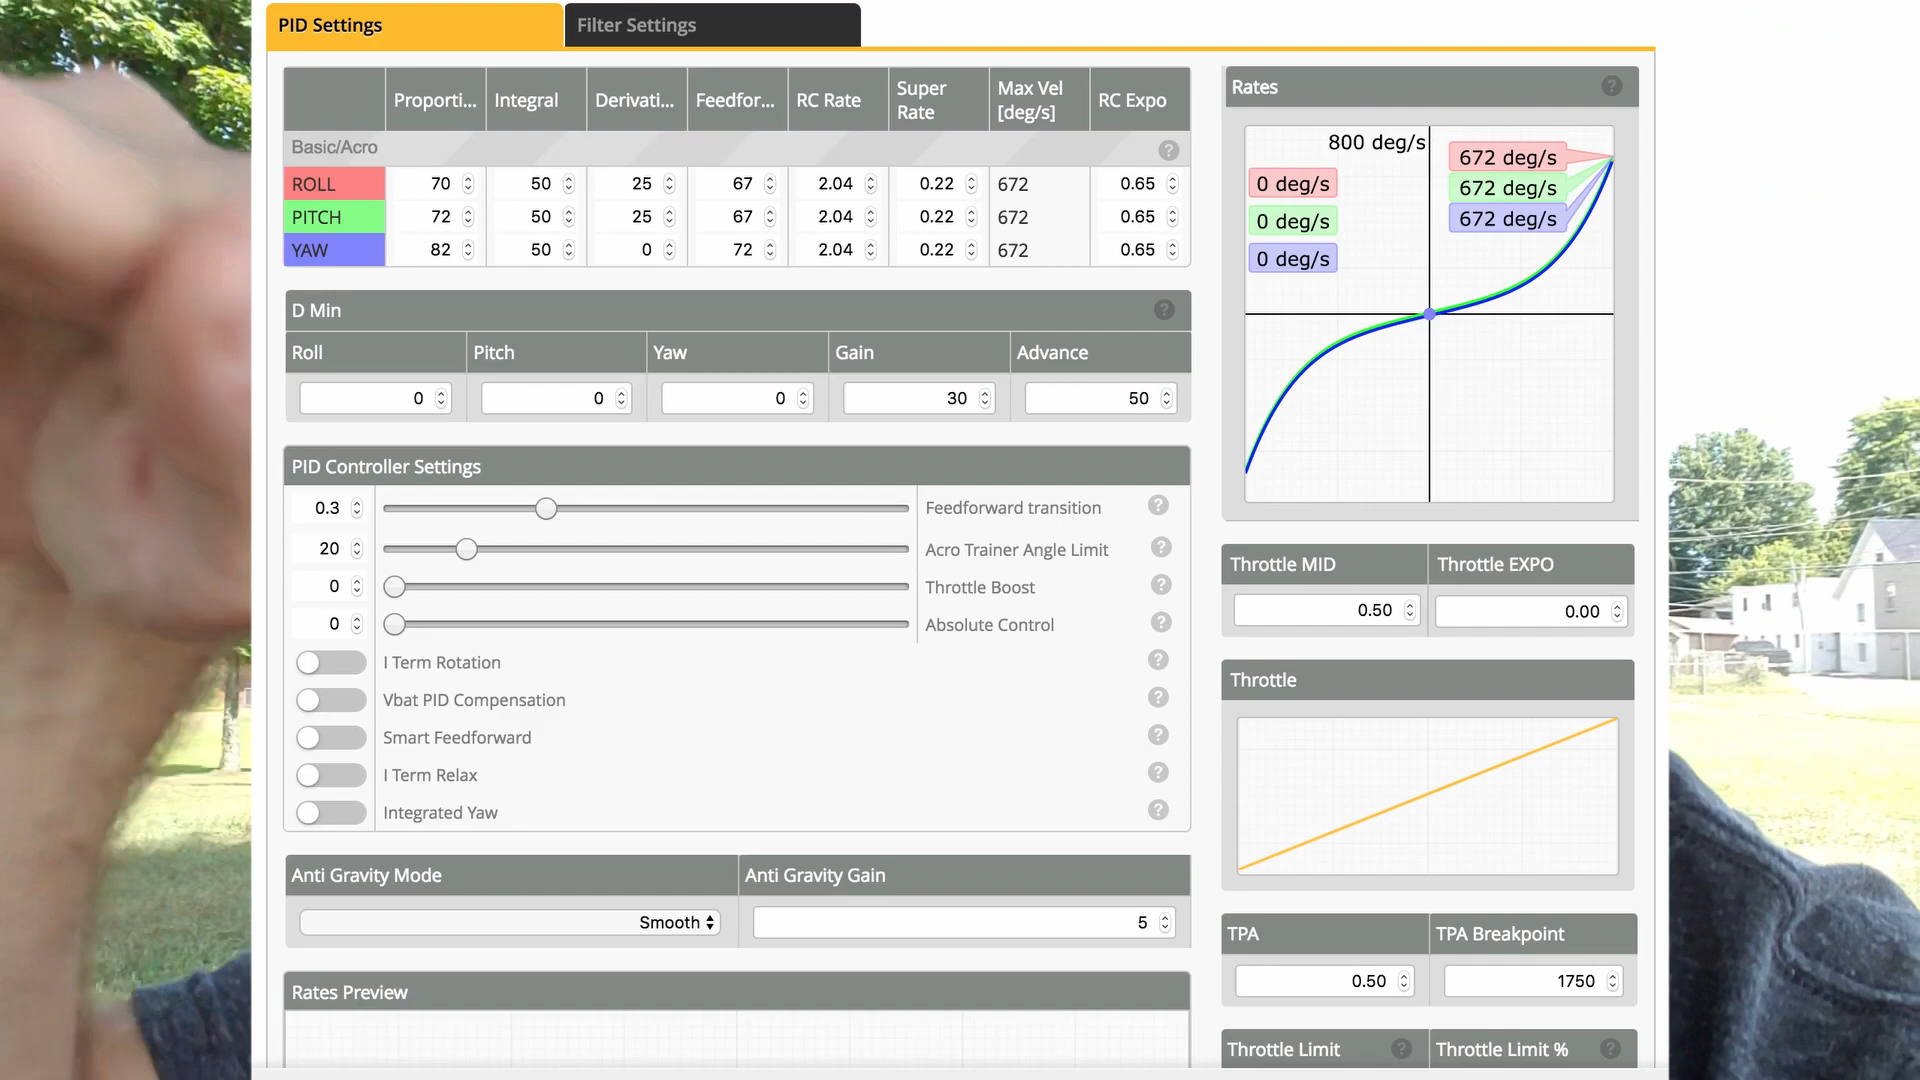 PID Settings
Filter Settings
Proporti... Integral Derivati... Feedfor... RC Rate Super Rate Max Vel [deg/s] RC Expo
Basic/Acro
ROLL 70 50 25 67 2.04 0.22 672 0.65
PITCH 72 50 25 67 2.04 0.22 672 0.65
YAW 82 50 0 72 2.04 0.22 672 0.65
D Min
Roll Pitch Yaw Gain Advance
0 0 0 30 50
PID Controller Settings
0.3 Feedforward transition
20 Acro Trainer Angle Limit
0 Throttle Boost
0 Absolute Control
I Term Rotation
Vbat PID Compensation
Smart Feedforward
I Term Relax
Integrated Yaw
Anti Gravity Mode Anti Gravity Gain
Smooth 5
Rates Preview
Rates
800 deg/s
672 deg/s
672 deg/s
672 deg/s
0 deg/s
0 deg/s
0 deg/s
Throttle MID Throttle EXPO
0.50 0.00
Throttle
TPA TPA Breakpoint
0.50 1750
Throttle Limit Throttle Limit %